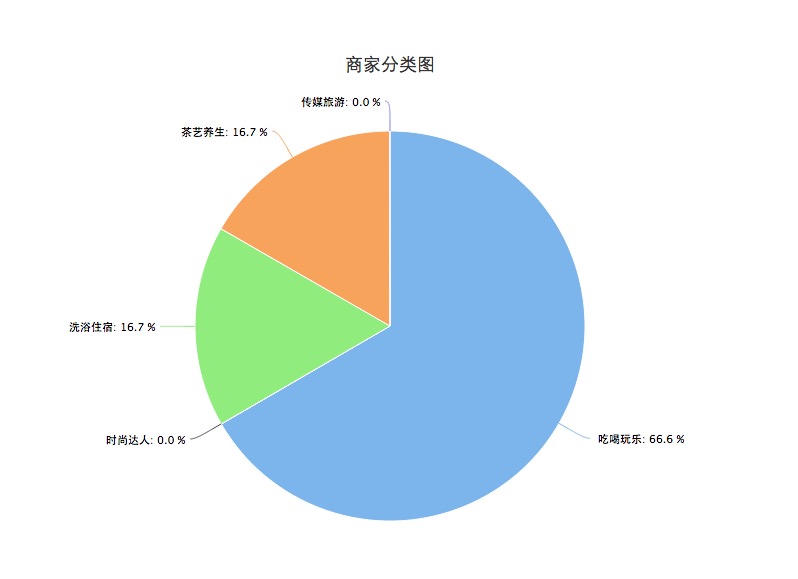 商家分类图
传媒旅游: 0.0 %
茶艺养生: 16.7 %
洗浴住宿: 16.7 %
时尚达人: 0.0 %
吃喝玩乐: 66.6 %